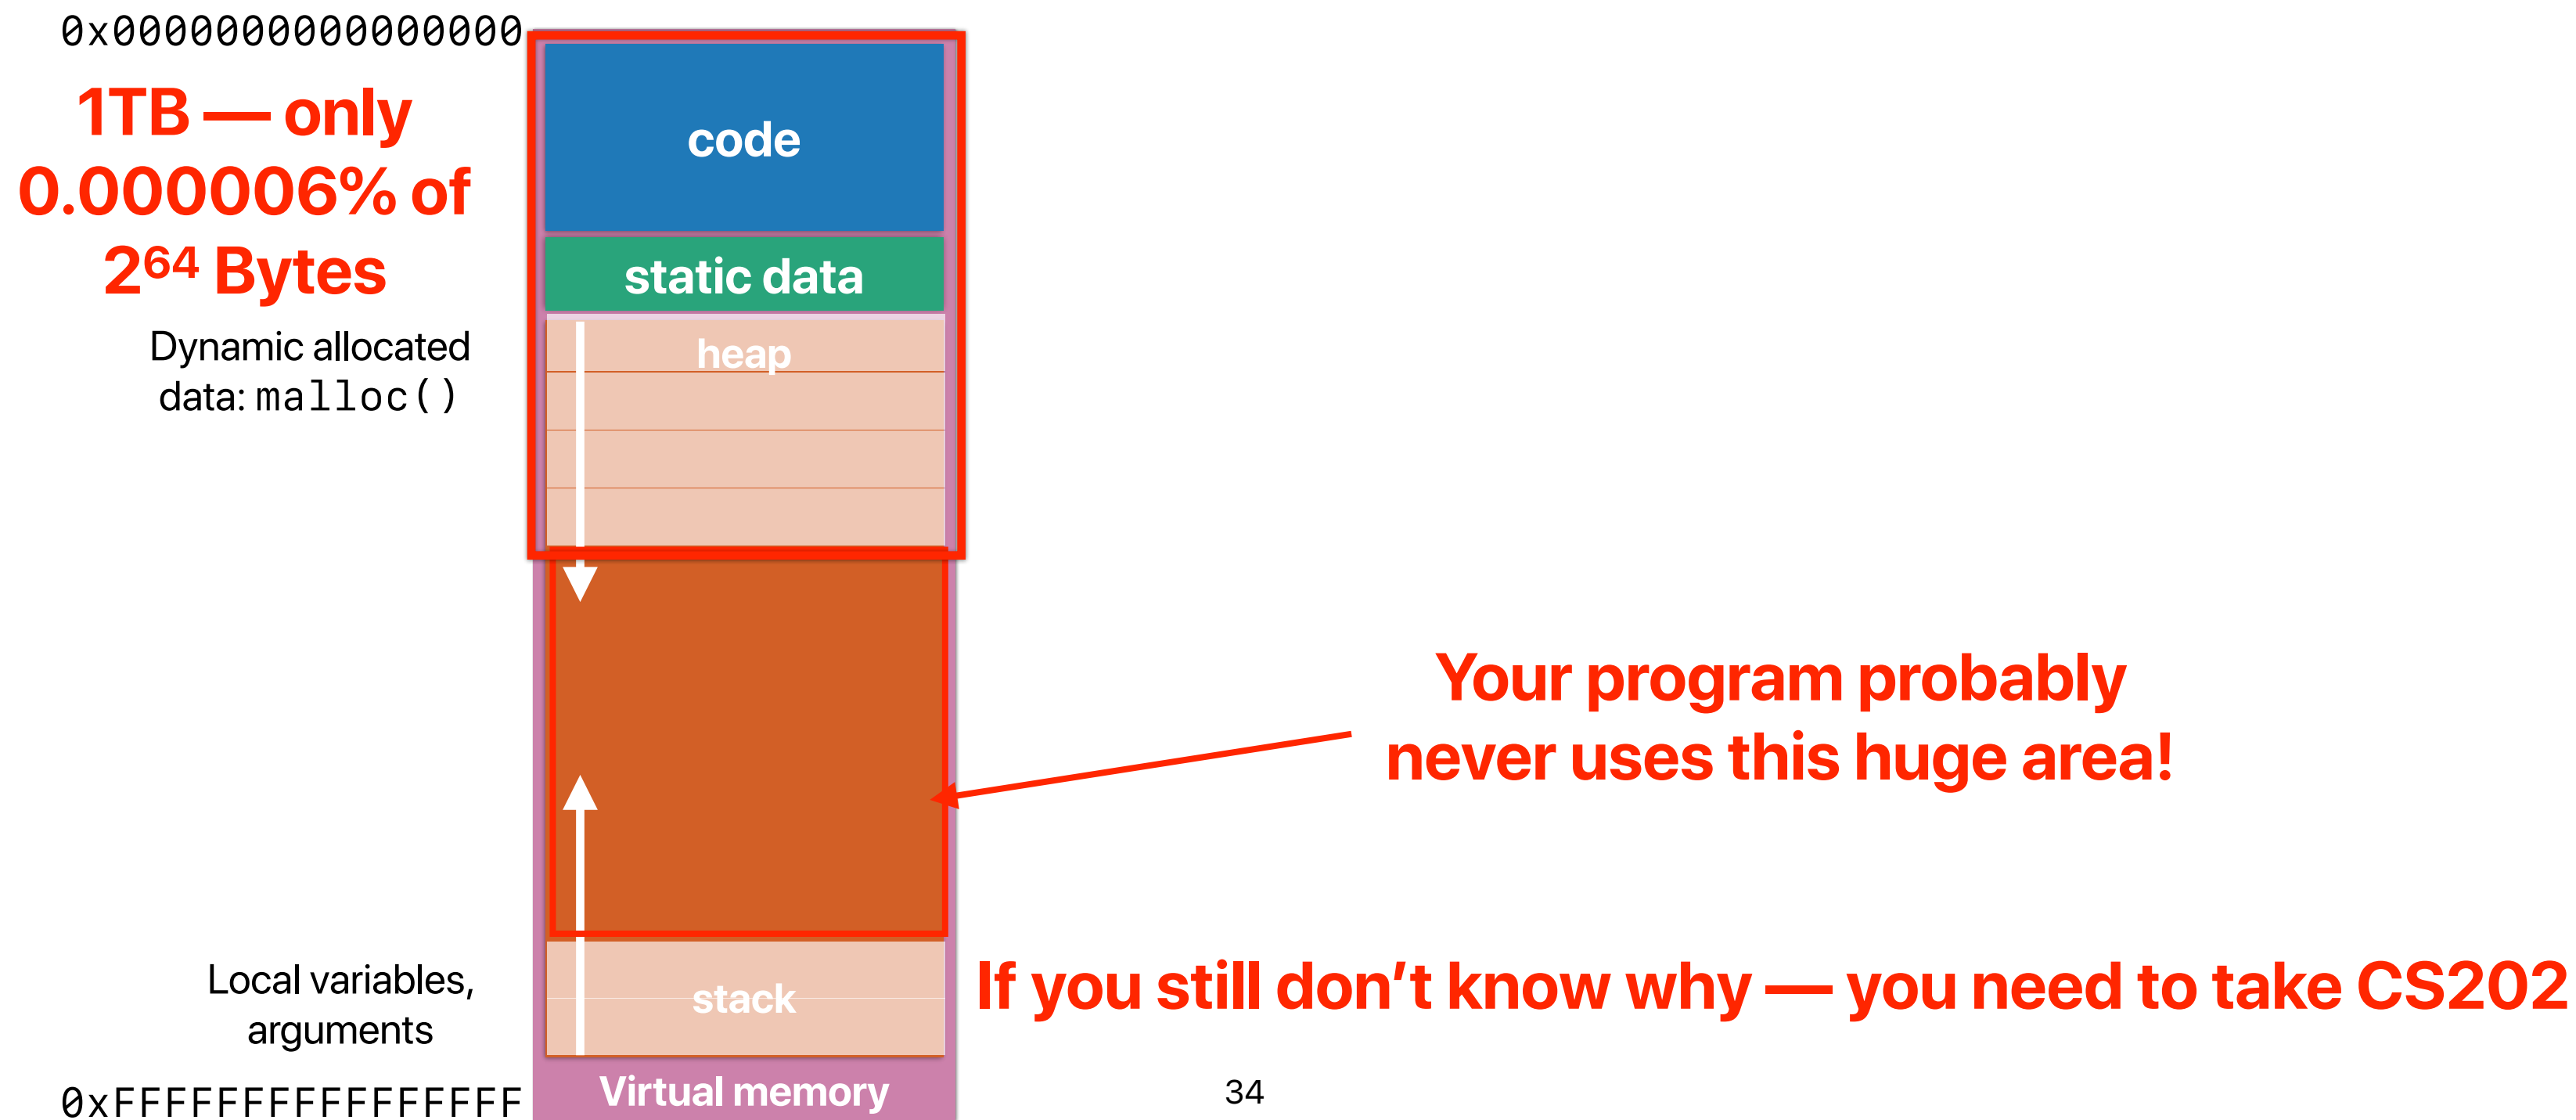 0x0000000000000000
1TB — only
0.000006% of
2⁶⁴ Bytes
code
static data
heap
Dynamic allocated
data: malloc()
Your program probably
never uses this huge area!
Local variables,
arguments
stack
If you still don’t know why — you need to take CS202
0xFFFFFFFFFFFFFFFF
Virtual memory
34